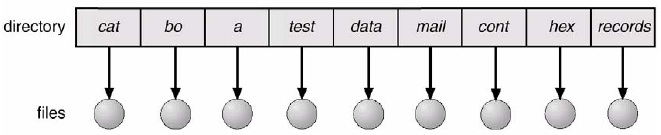 directory cat bo a test data mail cont hex records
files